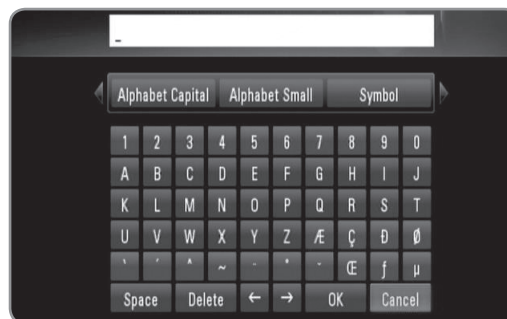 _
Alphabet Capital Alphabet Small Symbol
1 2 3 4 5 6 7 8 9 0
A B C D E F G H I J
K L M N O P Q R S T
U V W X Y Z Æ Ç Ð Ø
` ´ ^ ~ Œ ƒ µ
Space Delete ← → OK Cancel